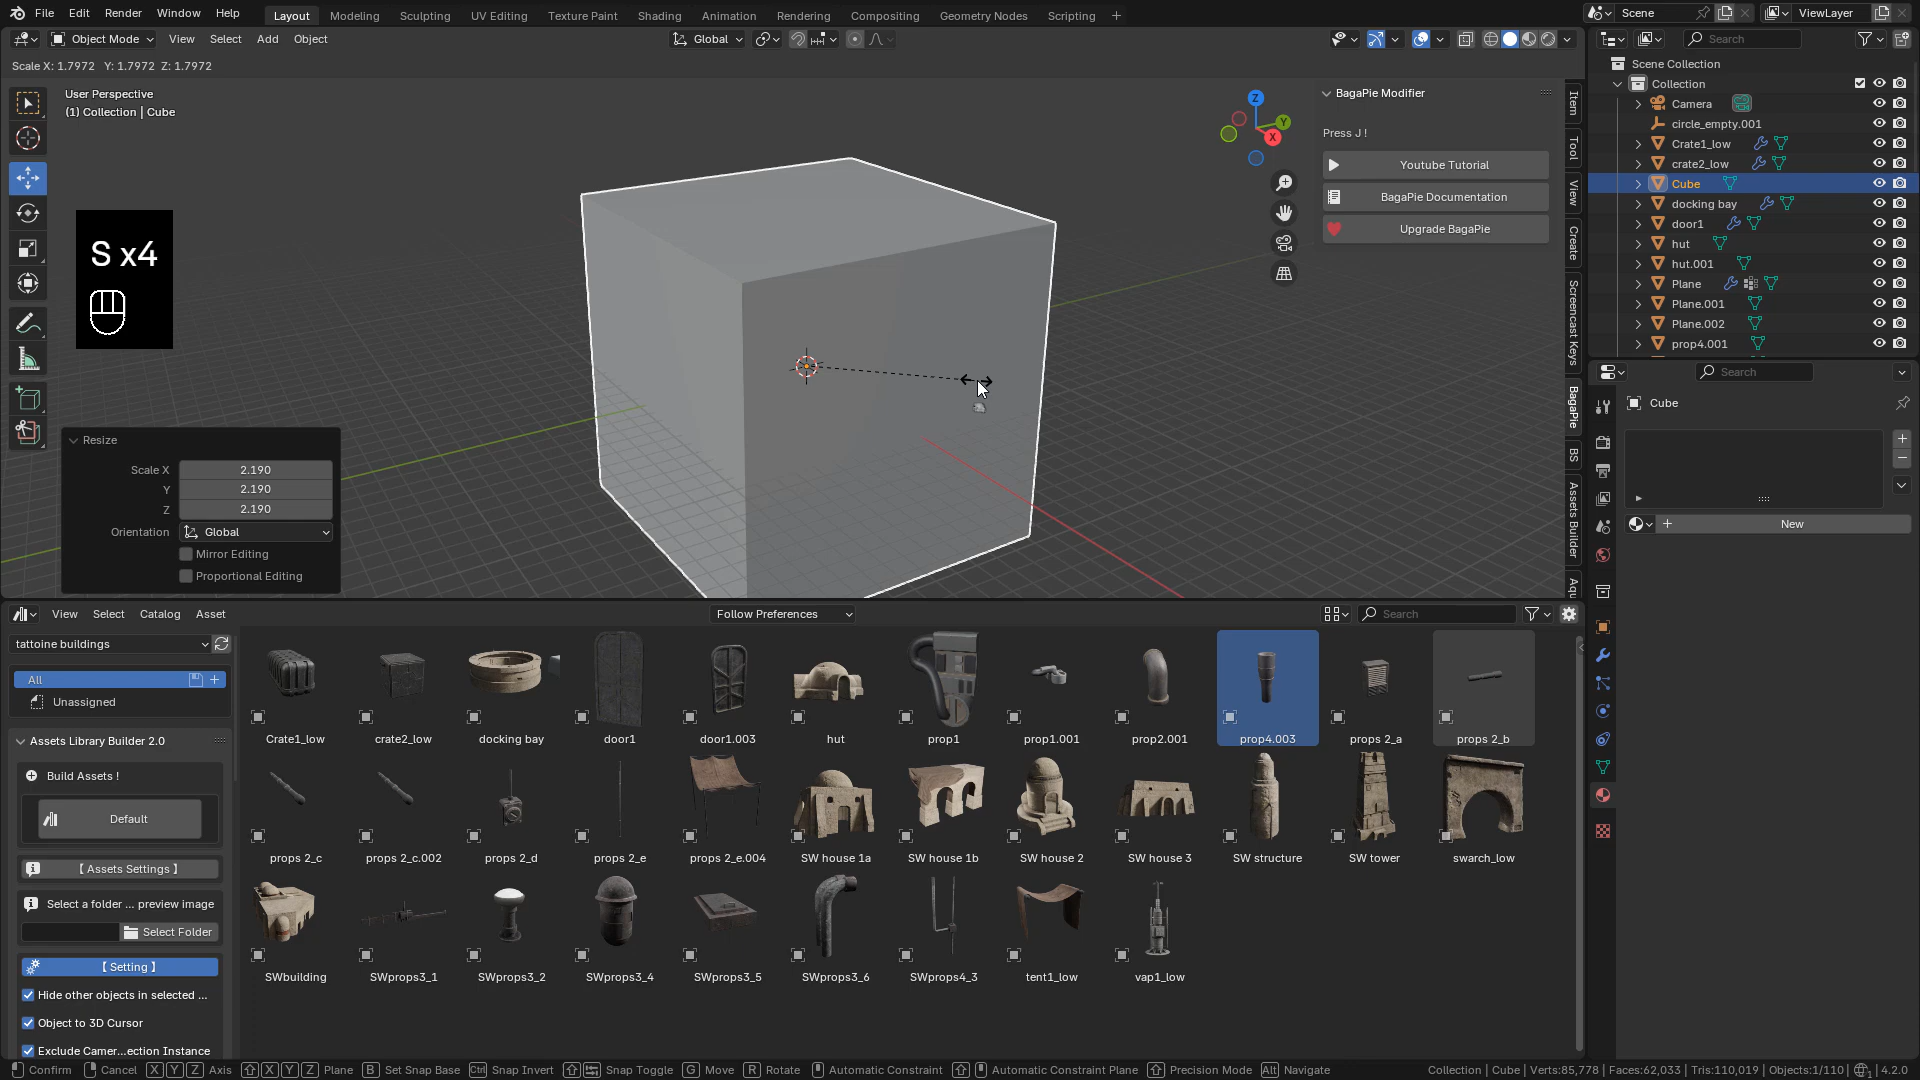 File Edit Render Window Help Layout Modeling Sculpting UV Editing Texture Paint Shading Animation Rendering Compositing Geometry Nodes Scripting + Scene ViewLayer
Object Mode View Select Add Object Global Search
Scale X: 1.7972 Y: 1.7972 Z: 1.7972
User Perspective
(1) Collection | Cube
S x4
Z
Y
X
BagaPie Modifier
Press J !
Youtube Tutorial
BagaPie Documentation
Upgrade BagaPie
Item
Tool
View
Create
Screencast Keys
BagaPie
BS
Assets Builder
Aqu
Resize
Scale X 2.190
Y 2.190
Z 2.190
Orientation Global
Mirror Editing
Proportional Editing
Scene Collection
Collection
Camera
circle_empty.001
Crate1_low
crate2_low
Cube
docking bay
door1
hut
hut.001
Plane
Plane.001
Plane.002
prop4.001
Search
Cube
New
View Select Catalog Asset Follow Preferences Search
tattoine buildings
All
Unassigned
Assets Library Builder 2.0
Build Assets !
Default
【 Assets Settings 】
Select a folder ... preview image
Select Folder
【 Setting 】
Hide other objects in selected ...
Object to 3D Cursor
Exclude Camer...ection Instance
Crate1_low crate2_low docking bay door1 door1.003 hut prop1 prop1.001 prop2.001 prop4.003 props 2_a props 2_b
props 2_c props 2_c.002 props 2_d props 2_e props 2_e.004 SW house 1a SW house 1b SW house 2 SW house 3 SW structure SW tower swarch_low
SWbuilding SWprops3_1 SWprops3_2 SWprops3_4 SWprops3_5 SWprops3_6 SWprops4_3 tent1_low vap1_low
Confirm Cancel X Y Z Axis X Y Z Plane B Set Snap Base Ctrl Snap Invert Snap Toggle G Move R Rotate Automatic Constraint Automatic Constraint Plane Precision Mode Alt Navigate Collection | Cube | Verts:85,778 | Faces:62,033 | Tris:110,019 | Objects:1/110 | 4.2.0